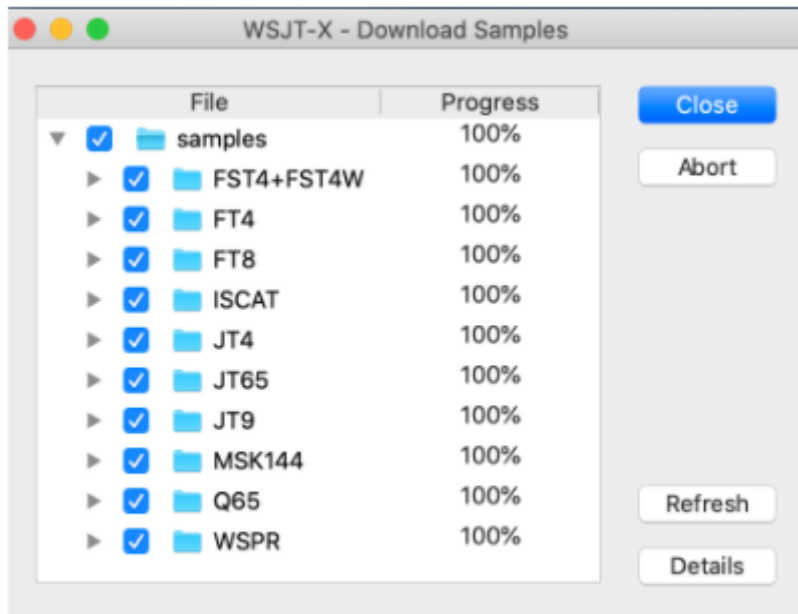 WSJT-X - Download Samples
File Progress
samples 100%
FST4+FST4W 100%
FT4 100%
FT8 100%
ISCAT 100%
JT4 100%
JT65 100%
JT9 100%
MSK144 100%
Q65 100%
WSPR 100%
Close
Abort
Refresh
Details